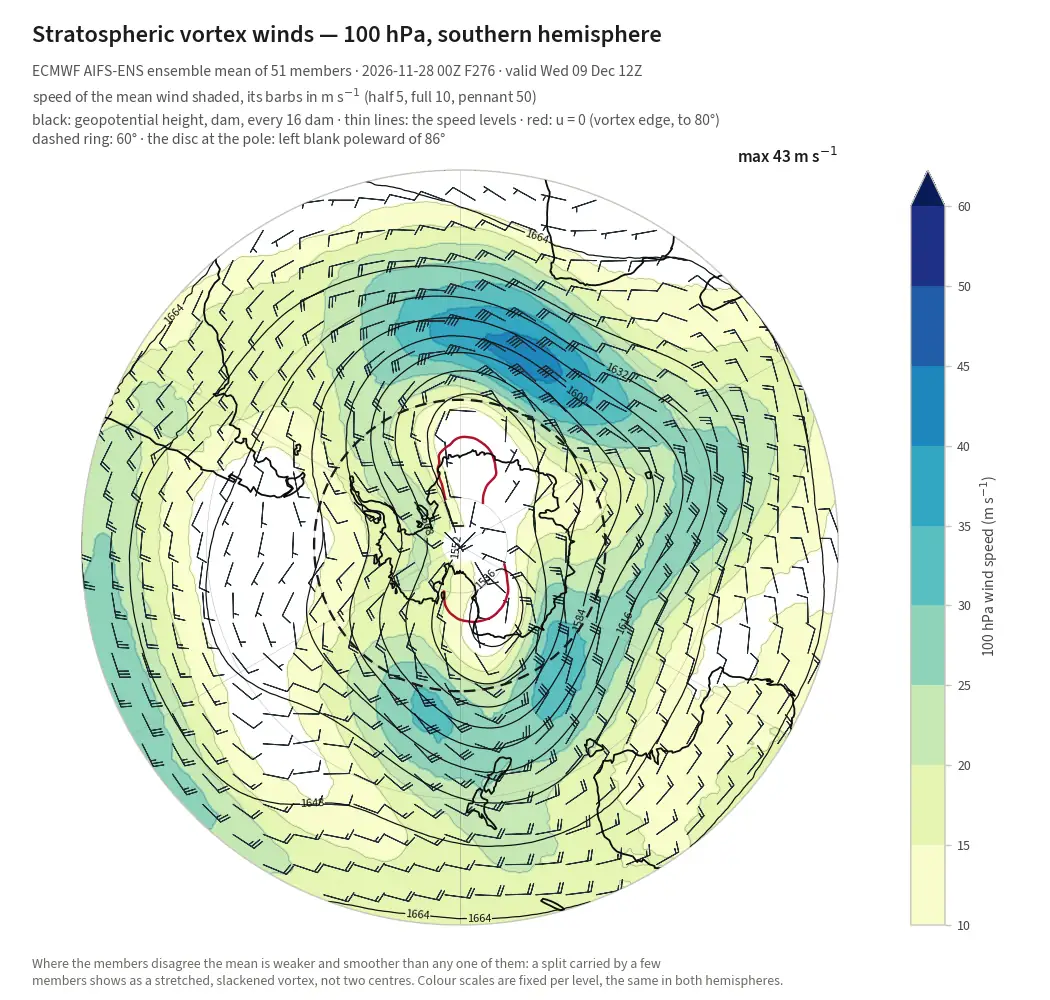 Stratospheric vortex winds — 100 hPa, southern hemisphere
ECMWF AIFS-ENS ensemble mean of 51 members · 2026-11-28 00Z F276 · valid Wed 09 Dec 12Z
speed of the mean wind shaded, its barbs in m s⁻¹ (half 5, full 10, pennant 50)
black: geopotential height, dam, every 16 dam · thin lines: the speed levels · red: u = 0 (vortex edge, to 80°)
dashed ring: 60° · the disc at the pole: left blank poleward of 86°
max 43 m s⁻¹
60
50
45
40
35
30
25
20
15
10
100 hPa wind speed (m s⁻¹)
1664
1664
1632
1600
1552
1584
1616
1648
1664
1664
Where the members disagree the mean is weaker and smoother than any one of them: a split carried by a few
members shows as a stretched, slackened vortex, not two centres. Colour scales are fixed per level, the same in both hemispheres.